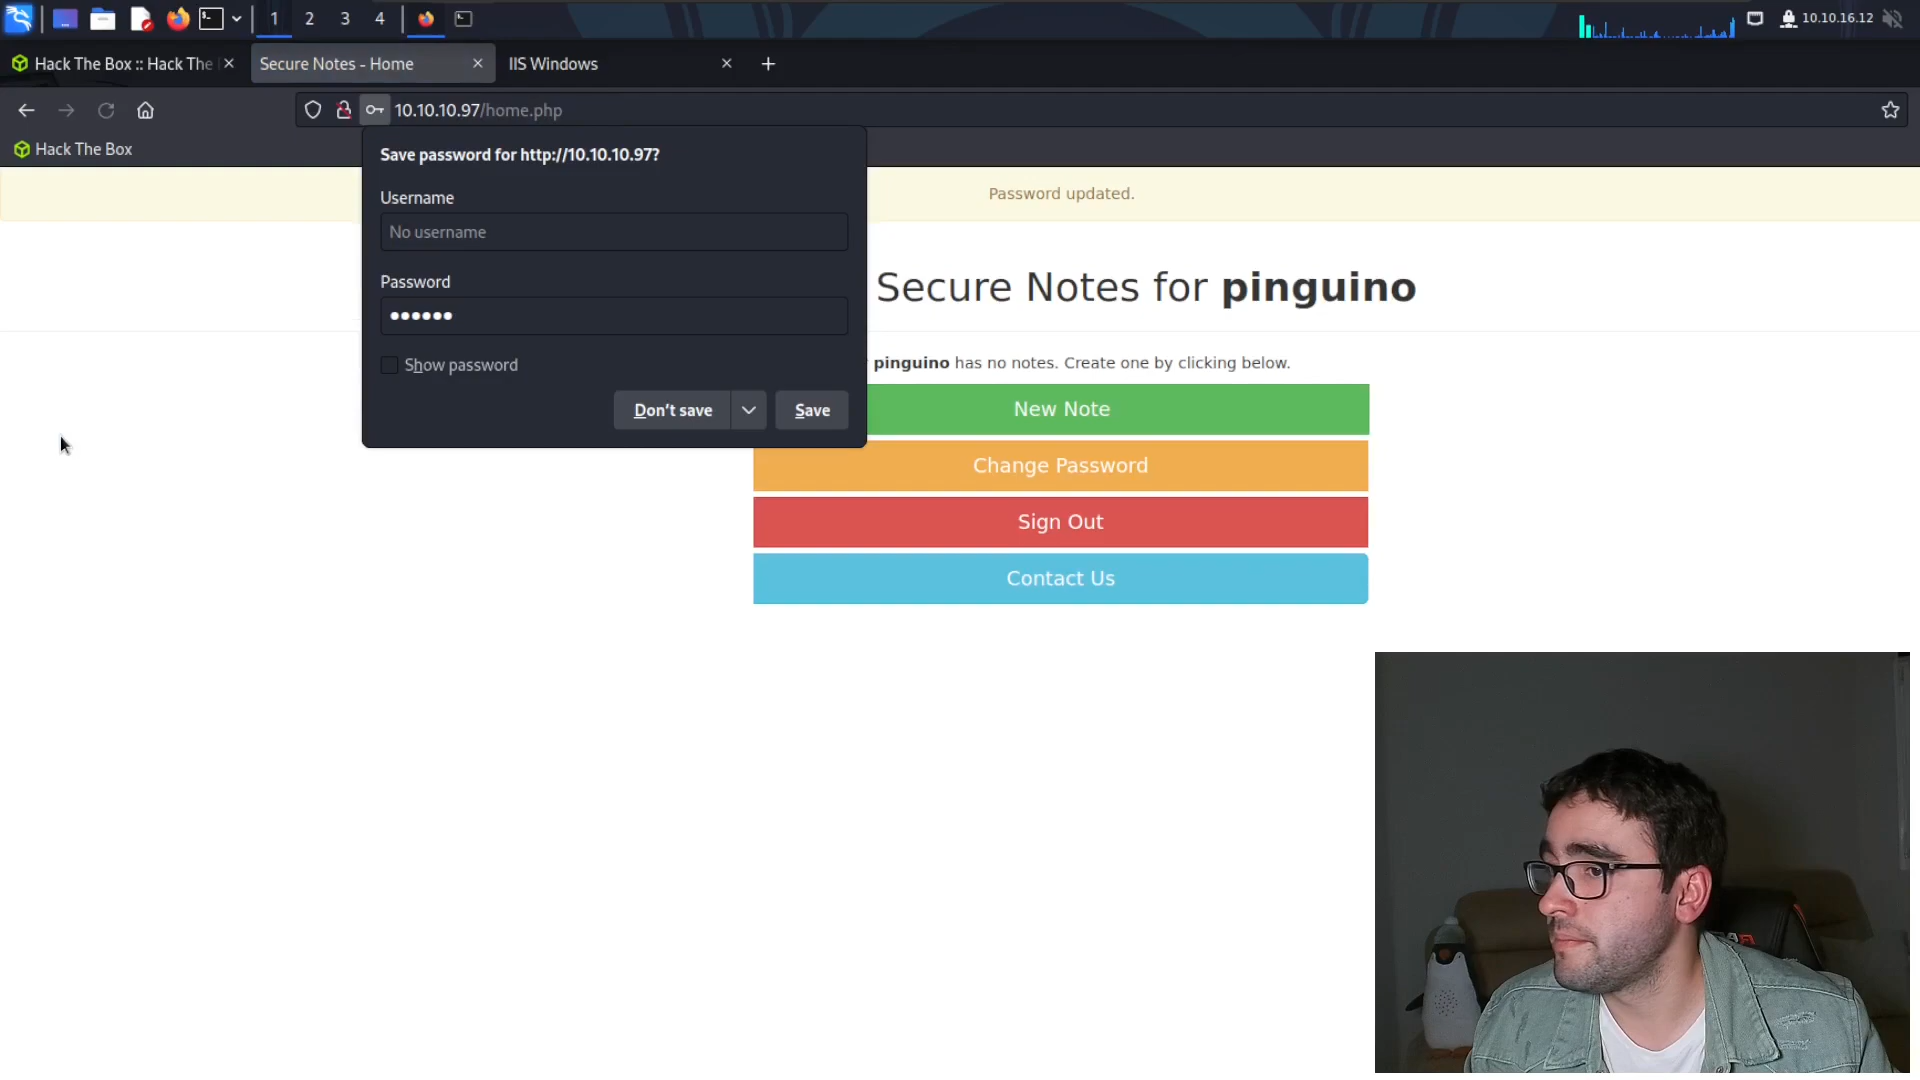 1 2 3 4
10.10.16.12
Hack The Box :: Hack The
Secure Notes - Home
IIS Windows
10.10.10.97/home.php
Hack The Box
Save password for http://10.10.10.97?
Username
No username
Password
Show password
Don't save
Save
Password updated.
Secure Notes for pinguino
pinguino has no notes. Create one by clicking below.
New Note
Change Password
Sign Out
Contact Us